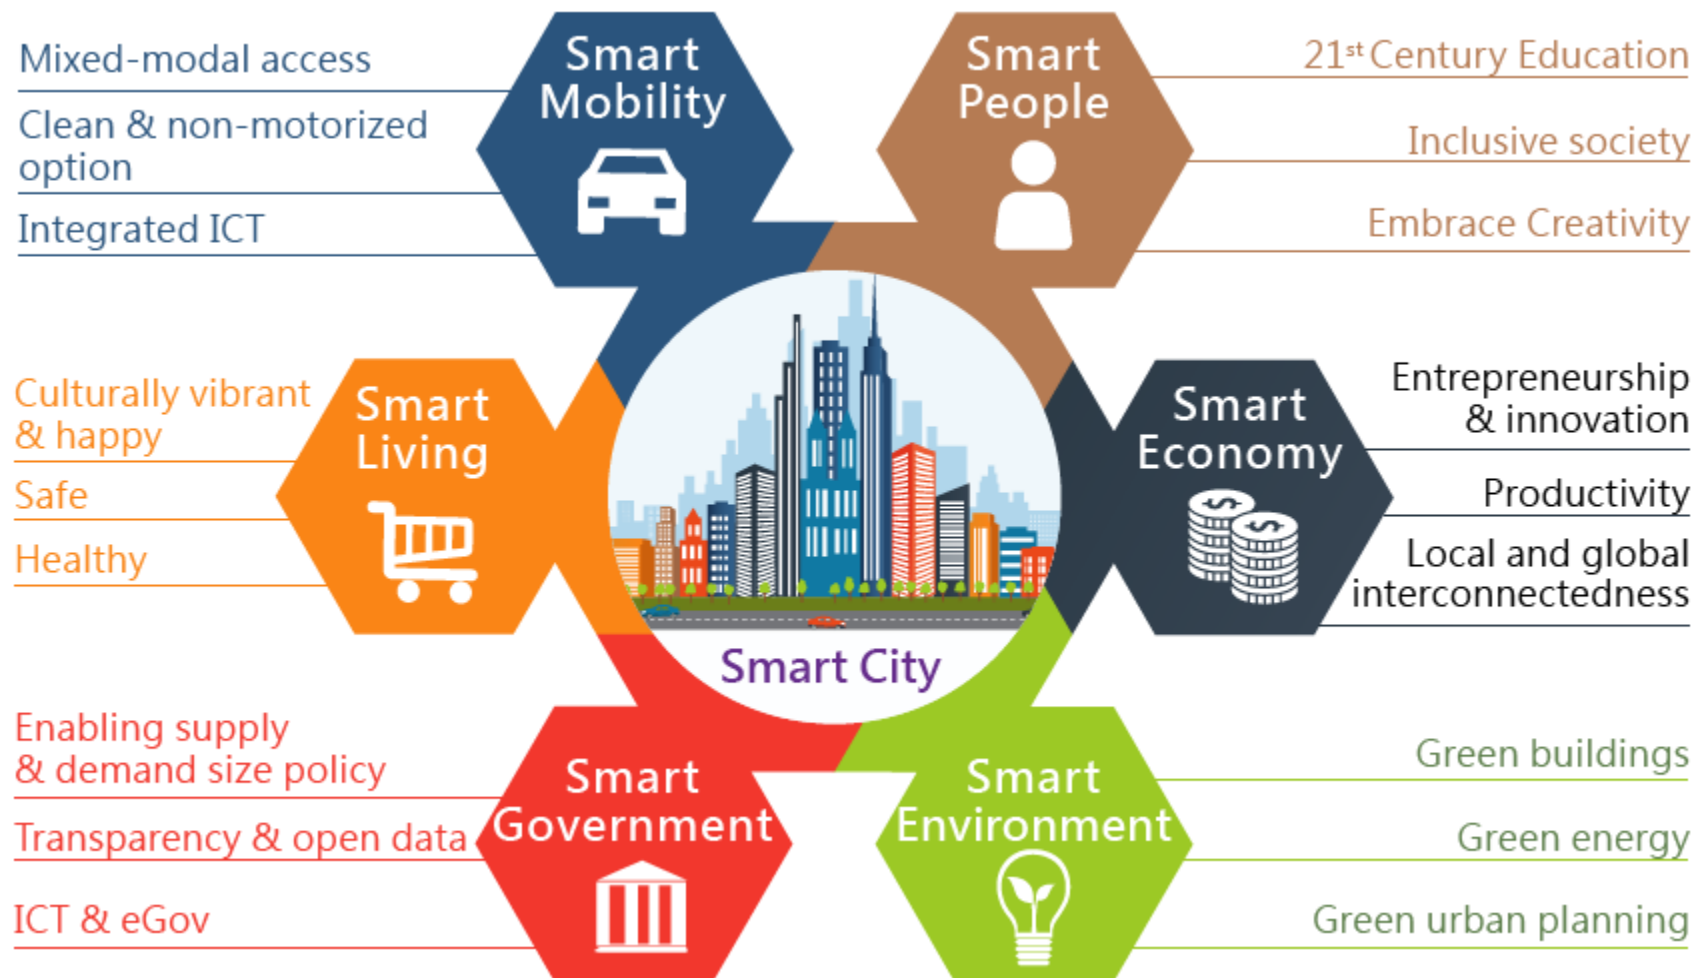 Mixed-modal access
Clean & non-motorized
option
Integrated ICT
Smart
Mobility
Smart
People
21st Century Education
Inclusive society
Embrace Creativity
Culturally vibrant
& happy
Safe
Healthy
Smart
Living
Smart
Economy
Entrepreneurship
& innovation
Productivity
Local and global
interconnectedness
Smart City
Enabling supply
& demand size policy
Transparency & open data
ICT & eGov
Smart
Government
Smart
Environment
Green buildings
Green energy
Green urban planning